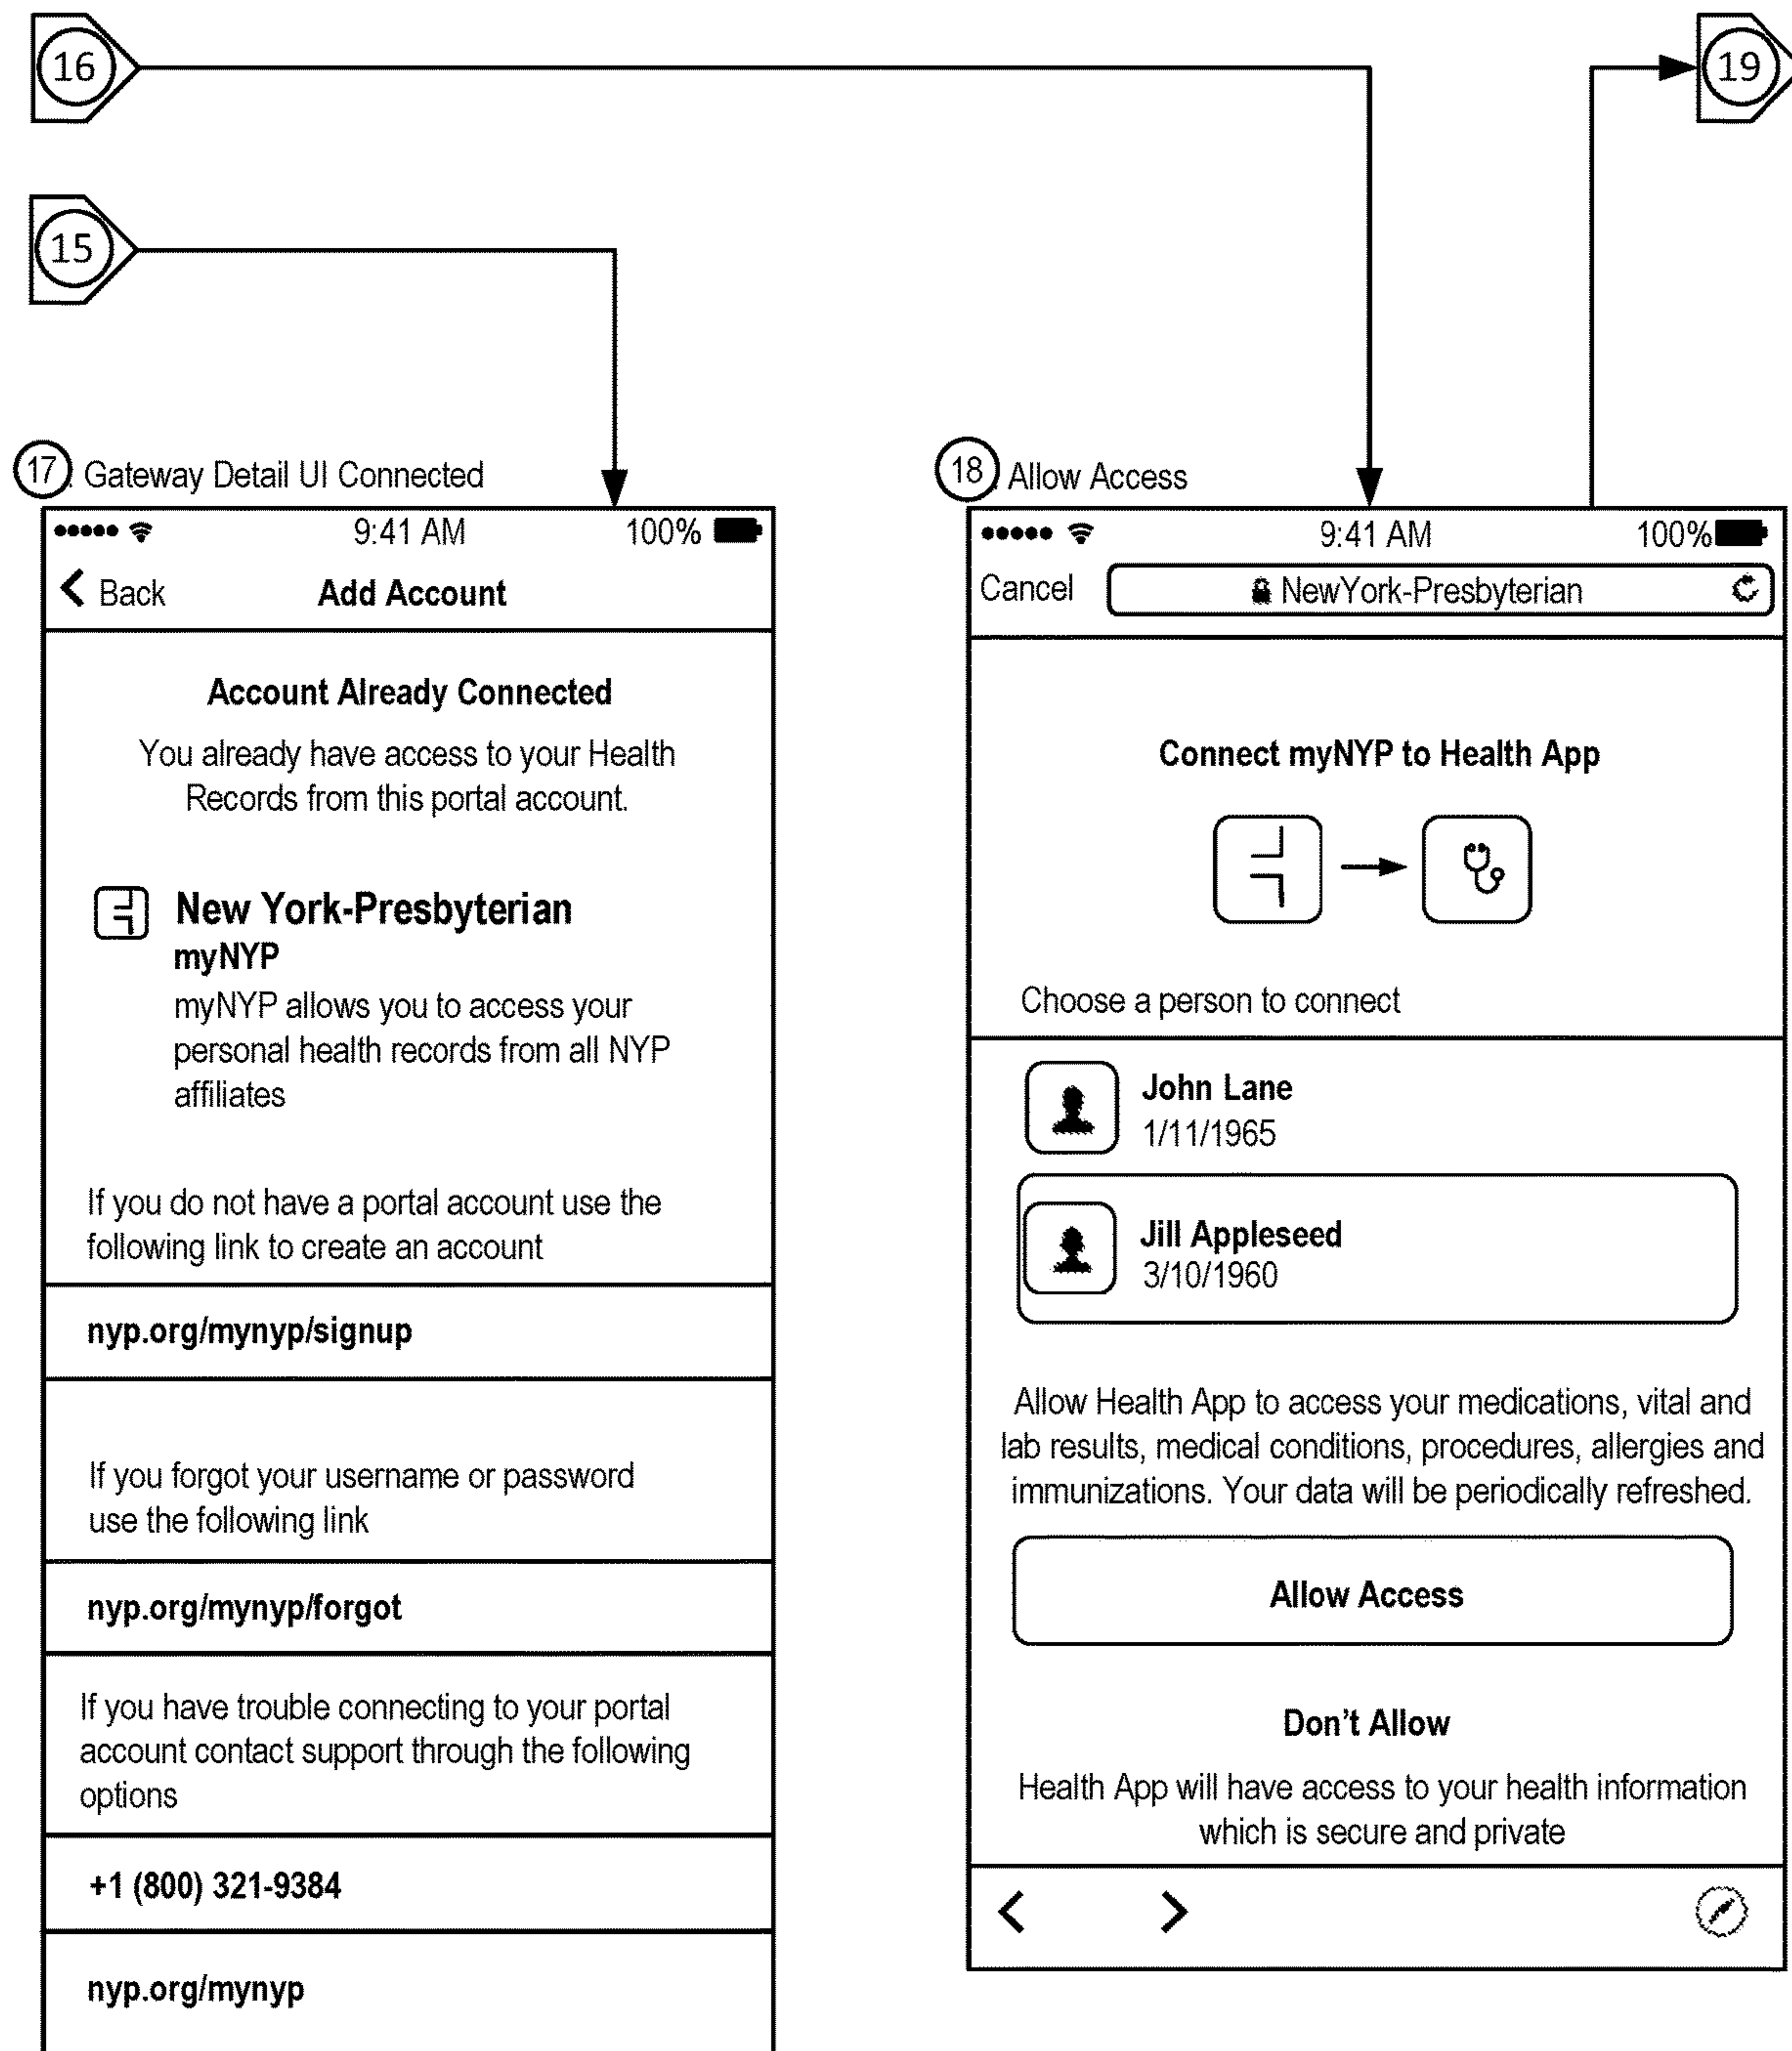 16
19
15
17. Gateway Detail UI Connected
9:41 AM 100%
Back Add Account
Account Already Connected
You already have access to your Health
Records from this portal account.
New York-Presbyterian
myNYP
myNYP allows you to access your
personal health records from all NYP
affiliates
If you do not have a portal account use the
following link to create an account
nyp.org/mynyp/signup
If you forgot your username or password
use the following link
nyp.org/mynyp/forgot
If you have trouble connecting to your portal
account contact support through the following
options
+1 (800) 321-9384
nyp.org/mynyp
18. Allow Access
9:41 AM 100%
Cancel NewYork-Presbyterian
Connect myNYP to Health App
Choose a person to connect
John Lane
1/11/1965
Jill Appleseed
3/10/1960
Allow Health App to access your medications, vital and
lab results, medical conditions, procedures, allergies and
immunizations. Your data will be periodically refreshed.
Allow Access
Don't Allow
Health App will have access to your health information
which is secure and private